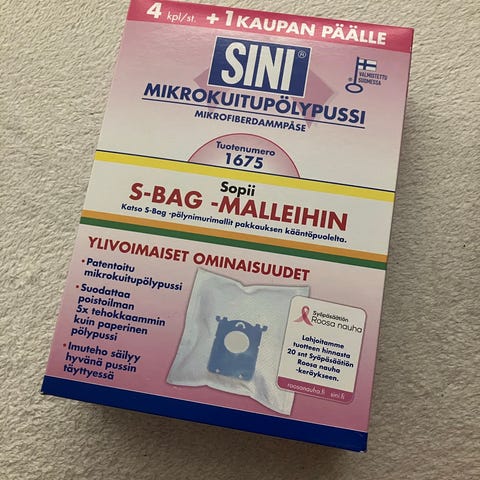 4 kpl/st. + 1 KAUPAN PÄÄLLE
SINI®
VALMISTETTU
SUOMESSA
MIKROKUITUPÖLYPUSSI
MIKROFIBERDAMMPÅSE
Tuotenumero
1675
Sopii
S-BAG -MALLEIHIN
Katso S-Bag -pölynimurimallit pakkauksen kääntöpuolelta.
YLIVOIMAISET OMINAISUUDET
• Patentoitu
mikrokuitupölypussi
• Suodattaa
poistoilman
5x tehokkaammin
kuin paperinen
pölypussi
• Imuteho säilyy
hyvänä pussin
täyttyessä
Syöpäsäätiön
Roosa nauha
Lahjoitamme
tuotteen hinnasta
20 snt Syöpäsäätiön
Roosa nauha
-keräykseen.
roosanauha.fi sini.fi